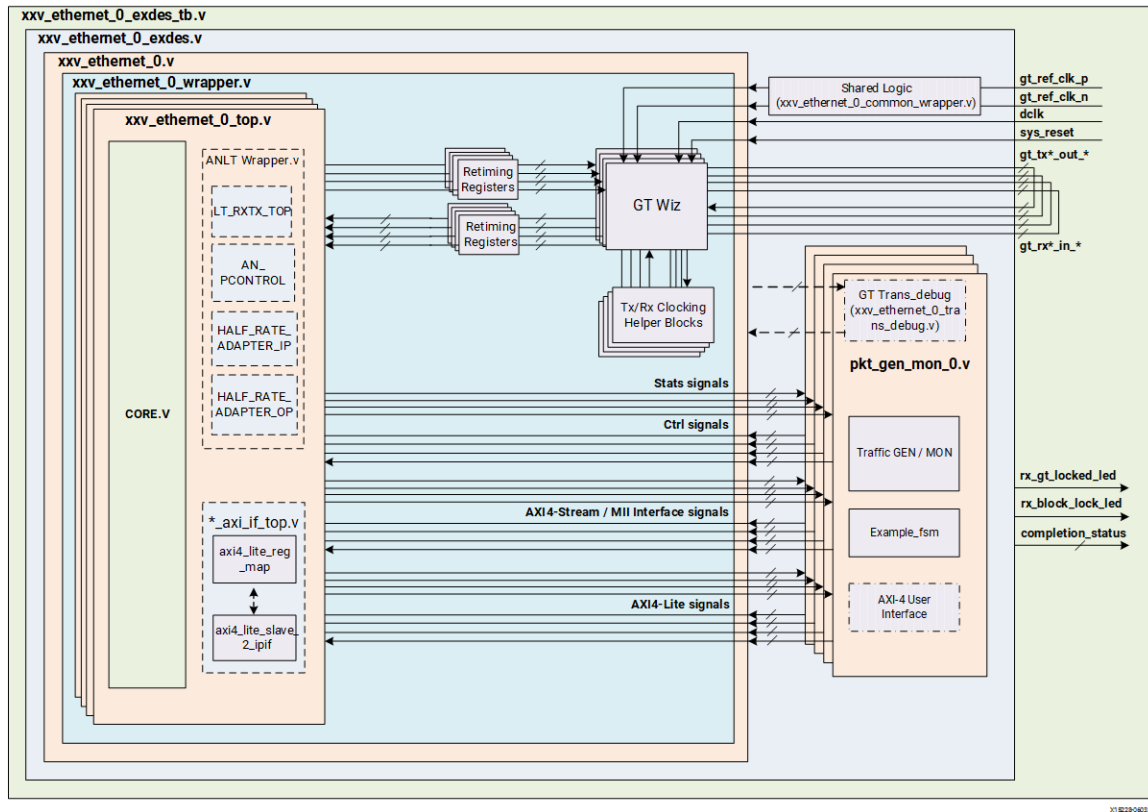 xxv_ethernet_0_exdes_tb.v
xxv_ethernet_0_exdes.v
xxv_ethernet_0.v
xxv_ethernet_0_wrapper.v
xxv_ethernet_0_top.v
CORE.V
ANLT Wrapper.v
LT_RXTX_TOP
AN_
PCONTROL
HALF_RATE_
ADAPTER_IP
HALF_RATE_
ADAPTER_OP
*_axi_if_top.v
axi4_lite_reg
_map
axi4_lite_slave_
2_ipif
Retiming
Registers
Retiming
Registers
GT Wiz
Tx/Rx Clocking
Helper Blocks
Shared Logic
(xxv_ethernet_0_common_wrapper.v)
gt_ref_clk_p
gt_ref_clk_n
dclk
sys_reset
gt_tx*_out_*
gt_rx*_in_*
GT Trans_debug
(xxv_ethernet_0_tra
ns_debug.v)
pkt_gen_mon_0.v
Stats signals
Ctrl signals
Traffic GEN / MON
AXI4-Stream / MII Interface signals
Example_fsm
AXI4-Lite signals
AXI-4 User
Interface
rx_gt_locked_led
rx_block_lock_led
completion_status